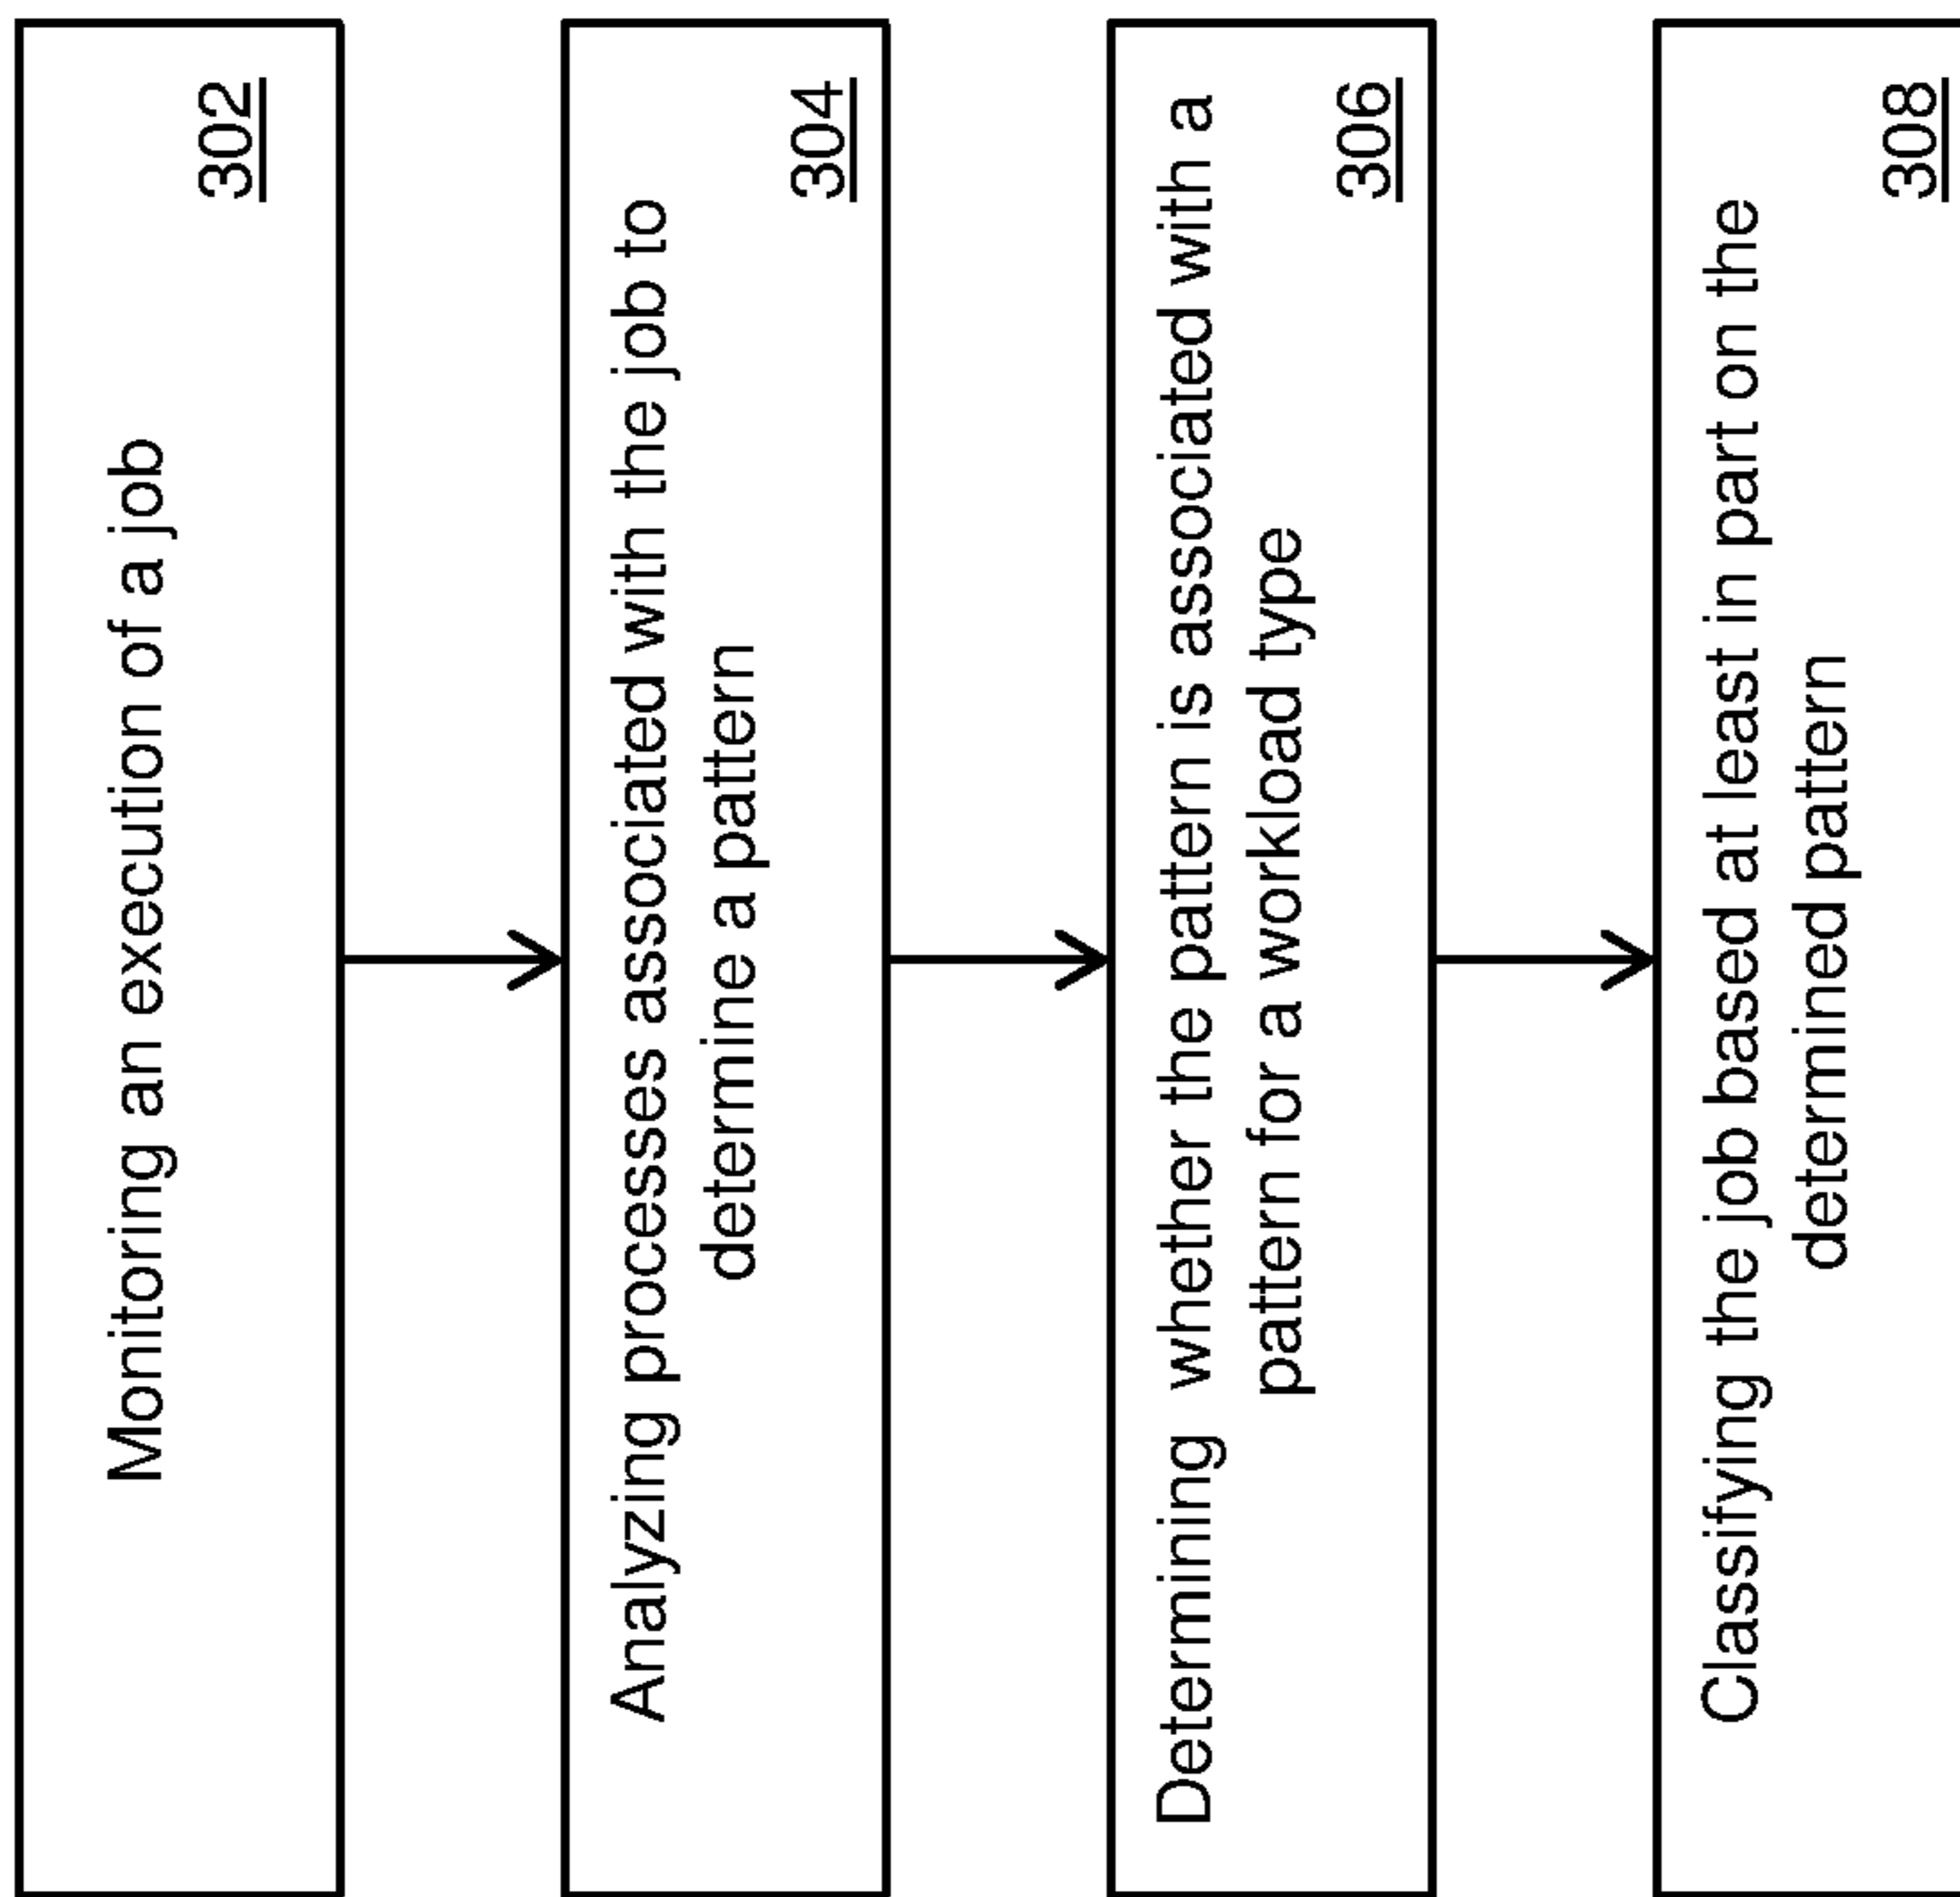 Monitoring an execution of a job
302
Analyzing processes associated with the job to
determine a pattern
304
Determining whether the pattern is associated with a
pattern for a workload type
306
Classifying the job based at least in part on the
determined pattern
308